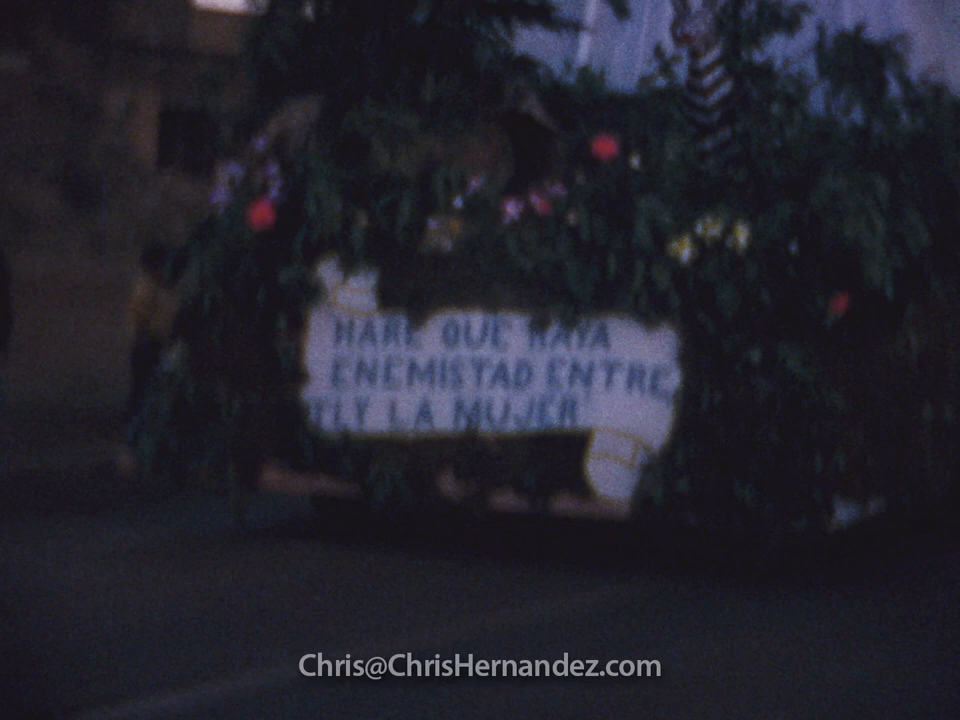 HARE QUE HAYA
ENEMISTAD ENTRE
TI Y LA MUJER
Chris@ChrisHernandez.com